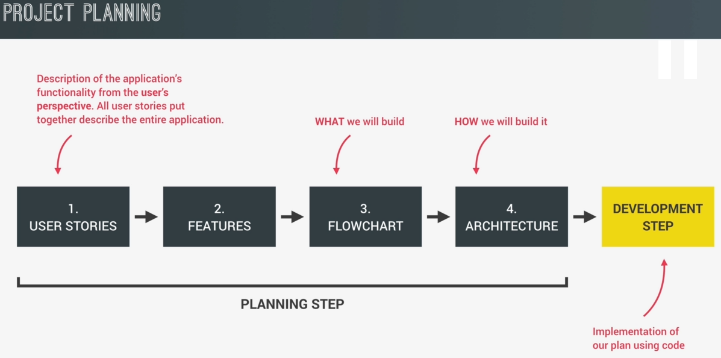 PROJECT PLANNING
Description of the application's
functionality from the user's
perspective. All user stories put
together describe the entire application.
WHAT we will build
HOW we will build it
1.
USER STORIES
2.
FEATURES
3.
FLOWCHART
4.
ARCHITECTURE
DEVELOPMENT
STEP
PLANNING STEP
Implementation of
our plan using code